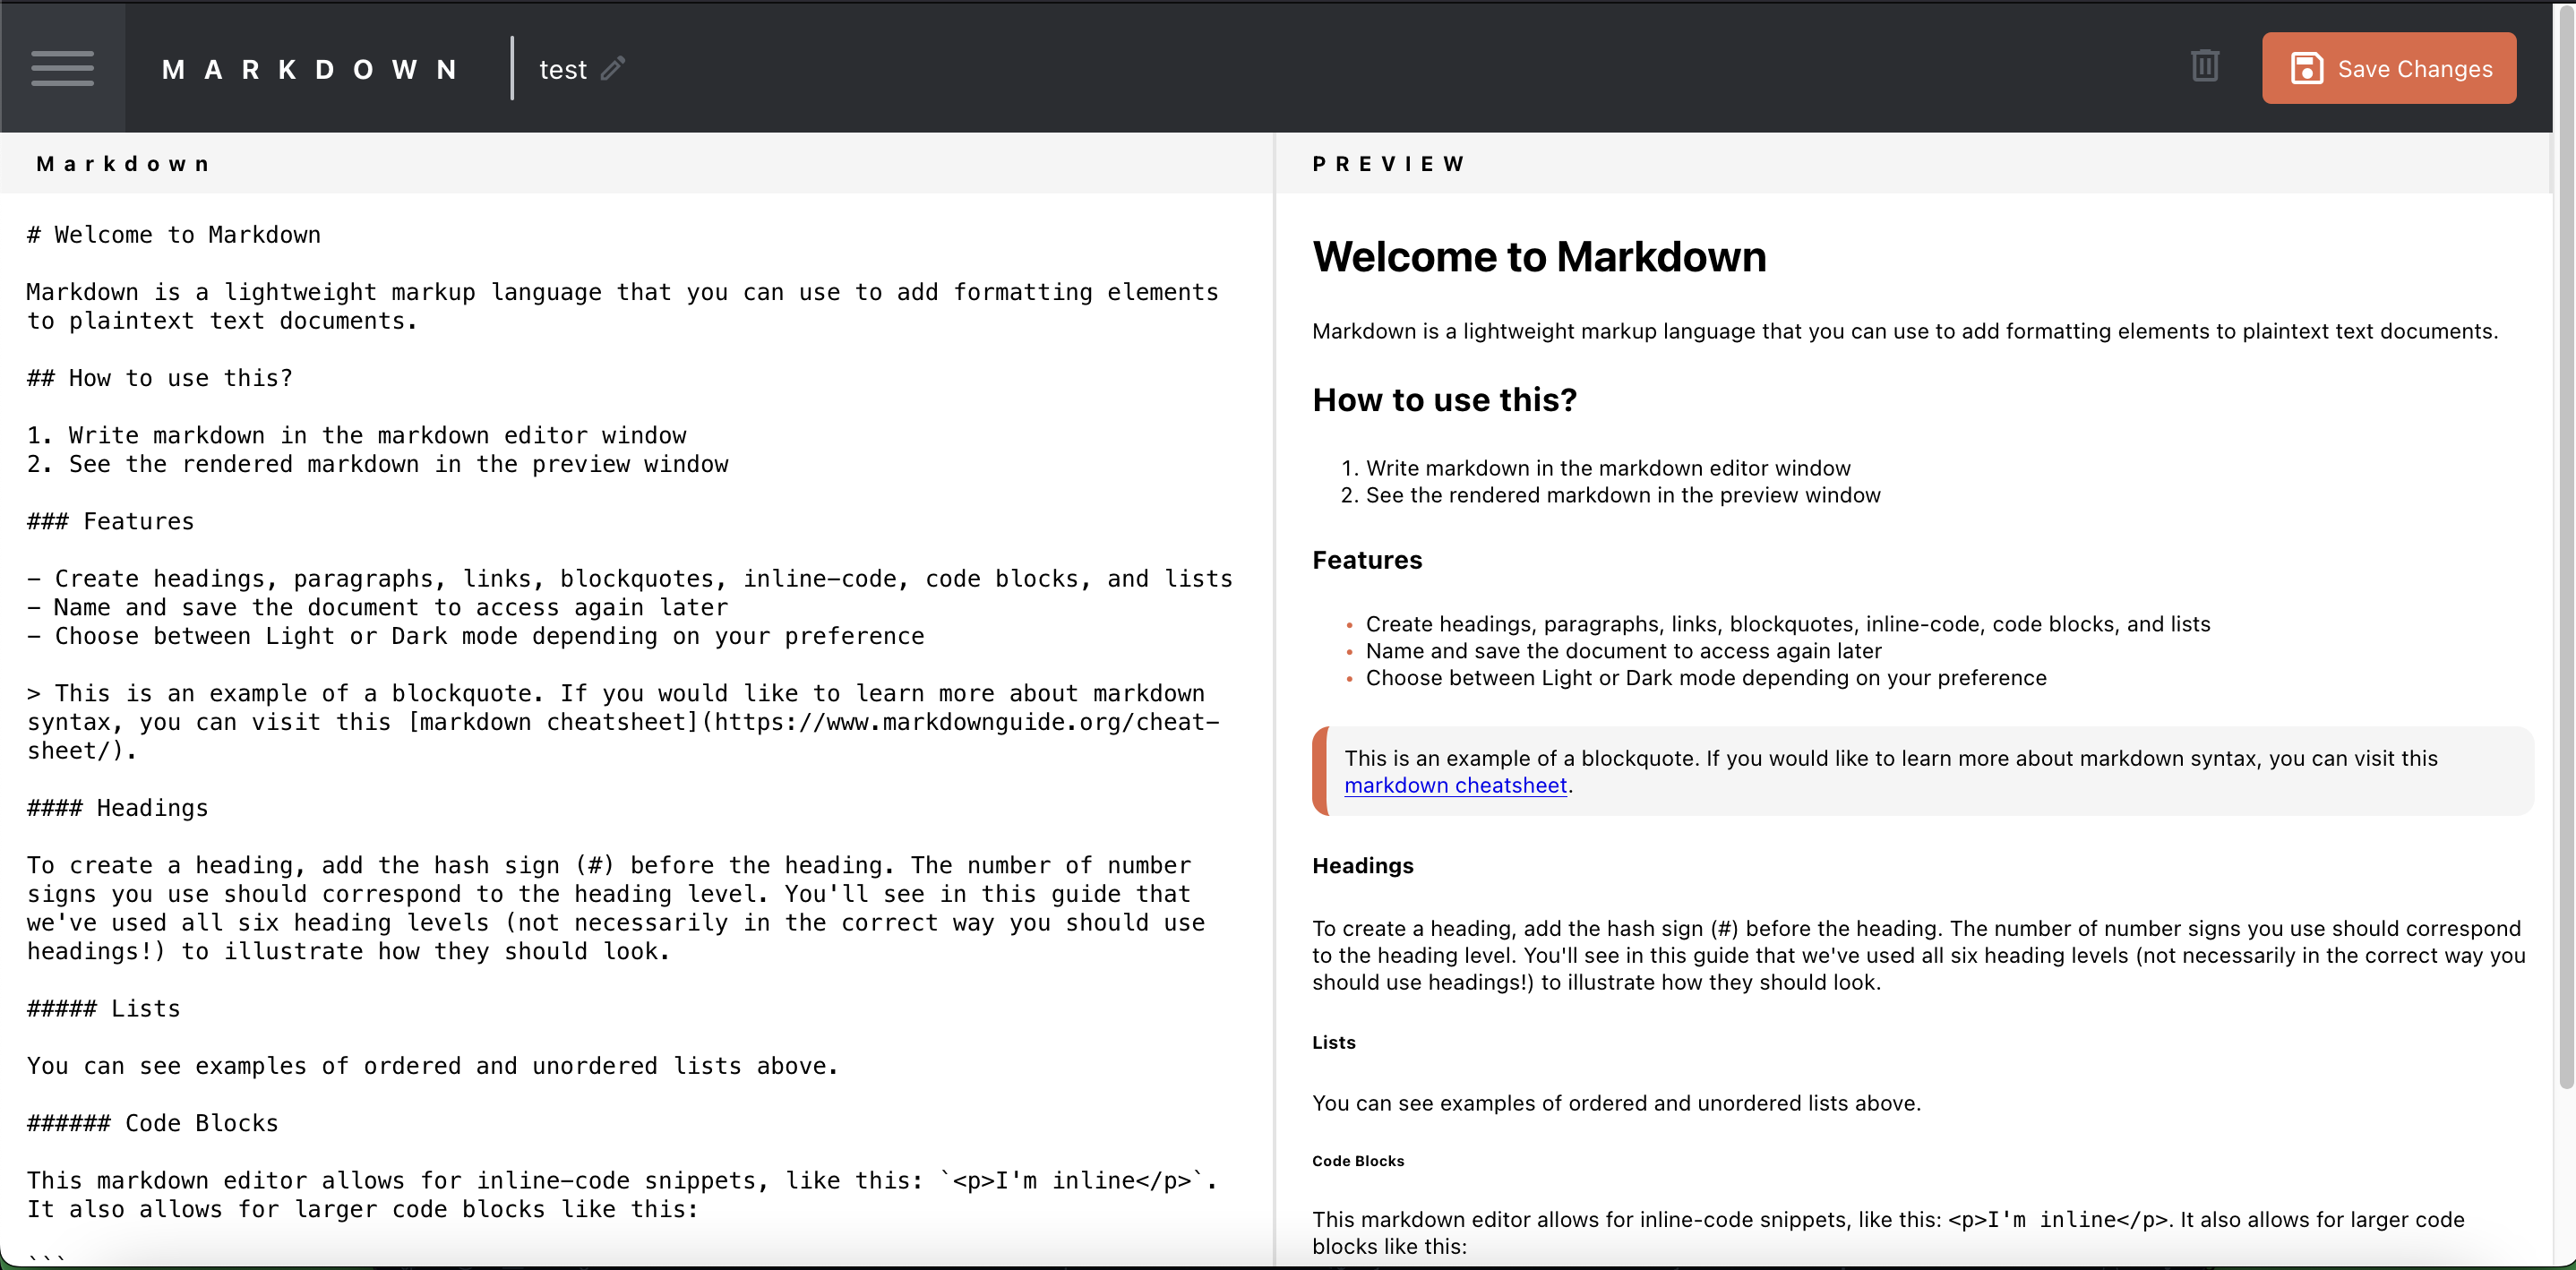 MARKDOWN
test
Save Changes
Markdown
# Welcome to Markdown
Markdown is a lightweight markup language that you can use to add formatting elements
to plaintext text documents.
## How to use this?
1. Write markdown in the markdown editor window
2. See the rendered markdown in the preview window
### Features
- Create headings, paragraphs, links, blockquotes, inline-code, code blocks, and lists
- Name and save the document to access again later
- Choose between Light or Dark mode depending on your preference
> This is an example of a blockquote. If you would like to learn more about markdown
syntax, you can visit this [markdown cheatsheet](https://www.markdownguide.org/cheat-
sheet/).
#### Headings
To create a heading, add the hash sign (#) before the heading. The number of number
signs you use should correspond to the heading level. You'll see in this guide that
we've used all six heading levels (not necessarily in the correct way you should use
headings!) to illustrate how they should look.
##### Lists
You can see examples of ordered and unordered lists above.
###### Code Blocks
This markdown editor allows for inline-code snippets, like this: `<p>I'm inline</p>`.
It also allows for larger code blocks like this:
```
PREVIEW
Welcome to Markdown
Markdown is a lightweight markup language that you can use to add formatting elements to plaintext text documents.
How to use this?
1. Write markdown in the markdown editor window
2. See the rendered markdown in the preview window
Features
• Create headings, paragraphs, links, blockquotes, inline-code, code blocks, and lists
• Name and save the document to access again later
• Choose between Light or Dark mode depending on your preference
This is an example of a blockquote. If you would like to learn more about markdown syntax, you can visit this
markdown cheatsheet.
Headings
To create a heading, add the hash sign (#) before the heading. The number of number signs you use should correspond
to the heading level. You'll see in this guide that we've used all six heading levels (not necessarily in the correct way you
should use headings!) to illustrate how they should look.
Lists
You can see examples of ordered and unordered lists above.
Code Blocks
This markdown editor allows for inline-code snippets, like this: <p>I'm inline</p>. It also allows for larger code
blocks like this: